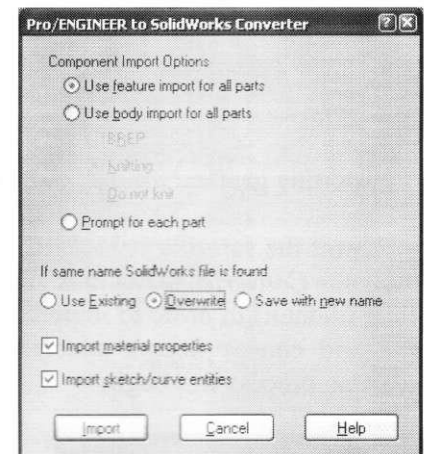 Pro/ENGINEER to SolidWorks Converter
Component Import Options
Use feature import for all parts
Use body import for all parts
BREP
Knitting
Do not knit
Prompt for each part
If same name SolidWorks file is found
Use Existing Overwrite Save with new name
Import material properties
Import sketch/curve entities
Import Cancel Help